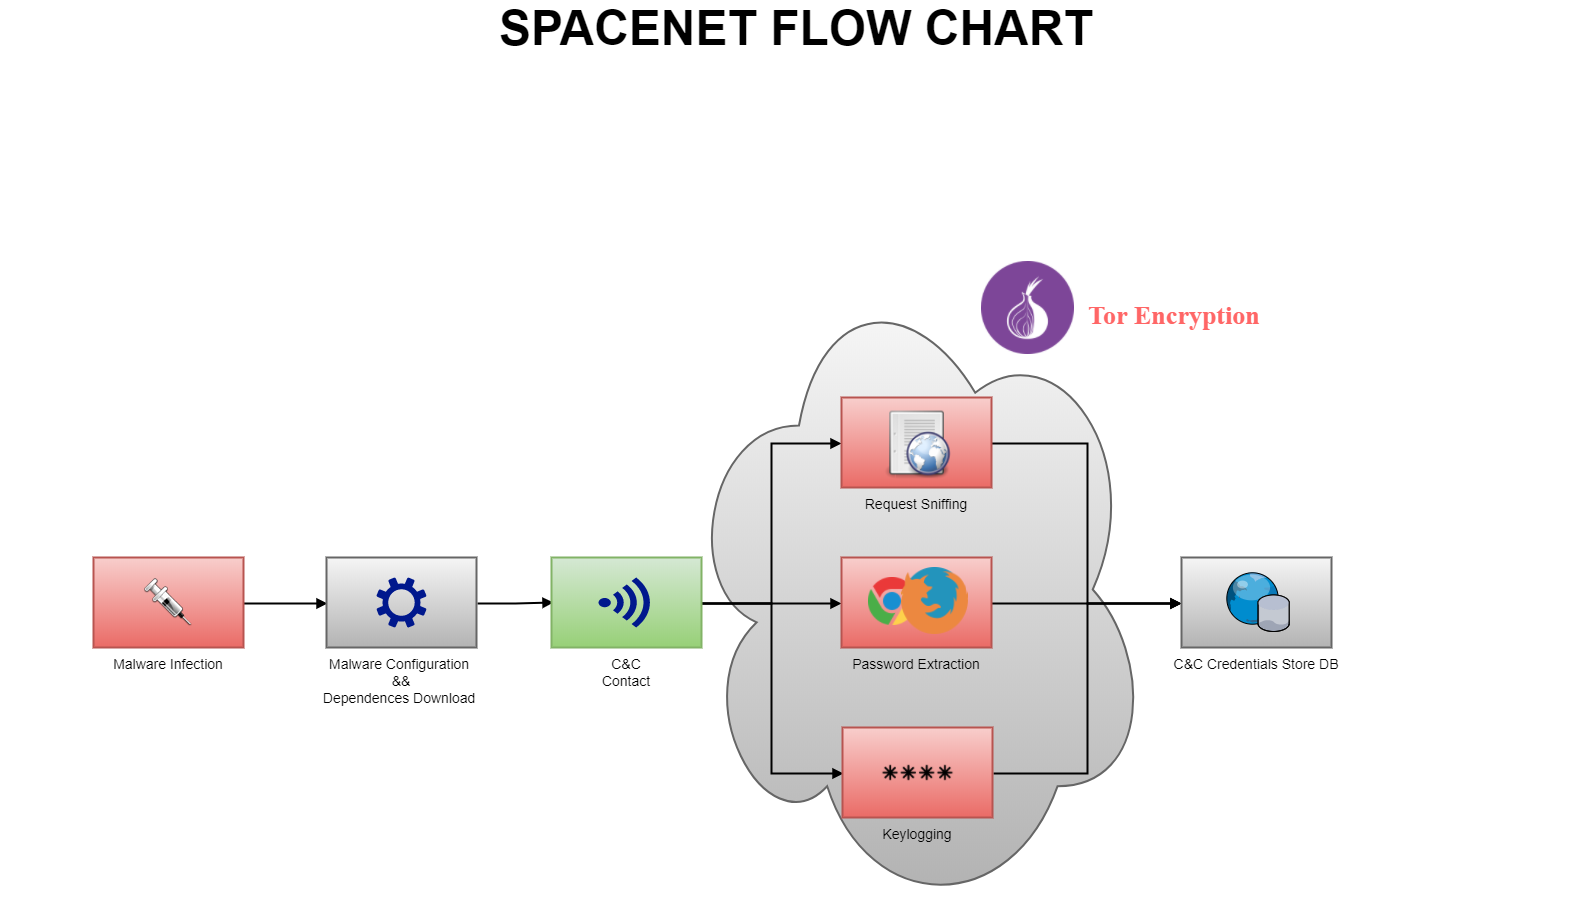 SPACENET FLOW CHART
Tor Encryption
Request Sniffing
Malware Infection
Malware Configuration
&&
Dependences Download
C&C
Contact
Password Extraction
C&C Credentials Store DB
****
Keylogging